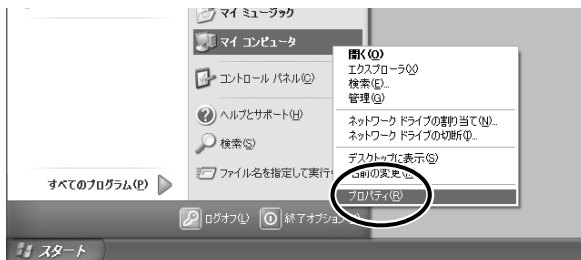 マイ ミュージック
マイ コンピュータ
コントロール パネル(C)
ヘルプとサポート(H)
検索(S)
ファイル名を指定して実行
すべてのプログラム(P)
ログオフ(L)
終了オプション
スタート
開く(O)
エクスプローラ(X)
検索(E)...
管理(G)
ネットワーク ドライブの割り当て(N)...
ネットワーク ドライブの切断(I)...
デスクトップに表示(S)
名前の変更
プロパティ(R)